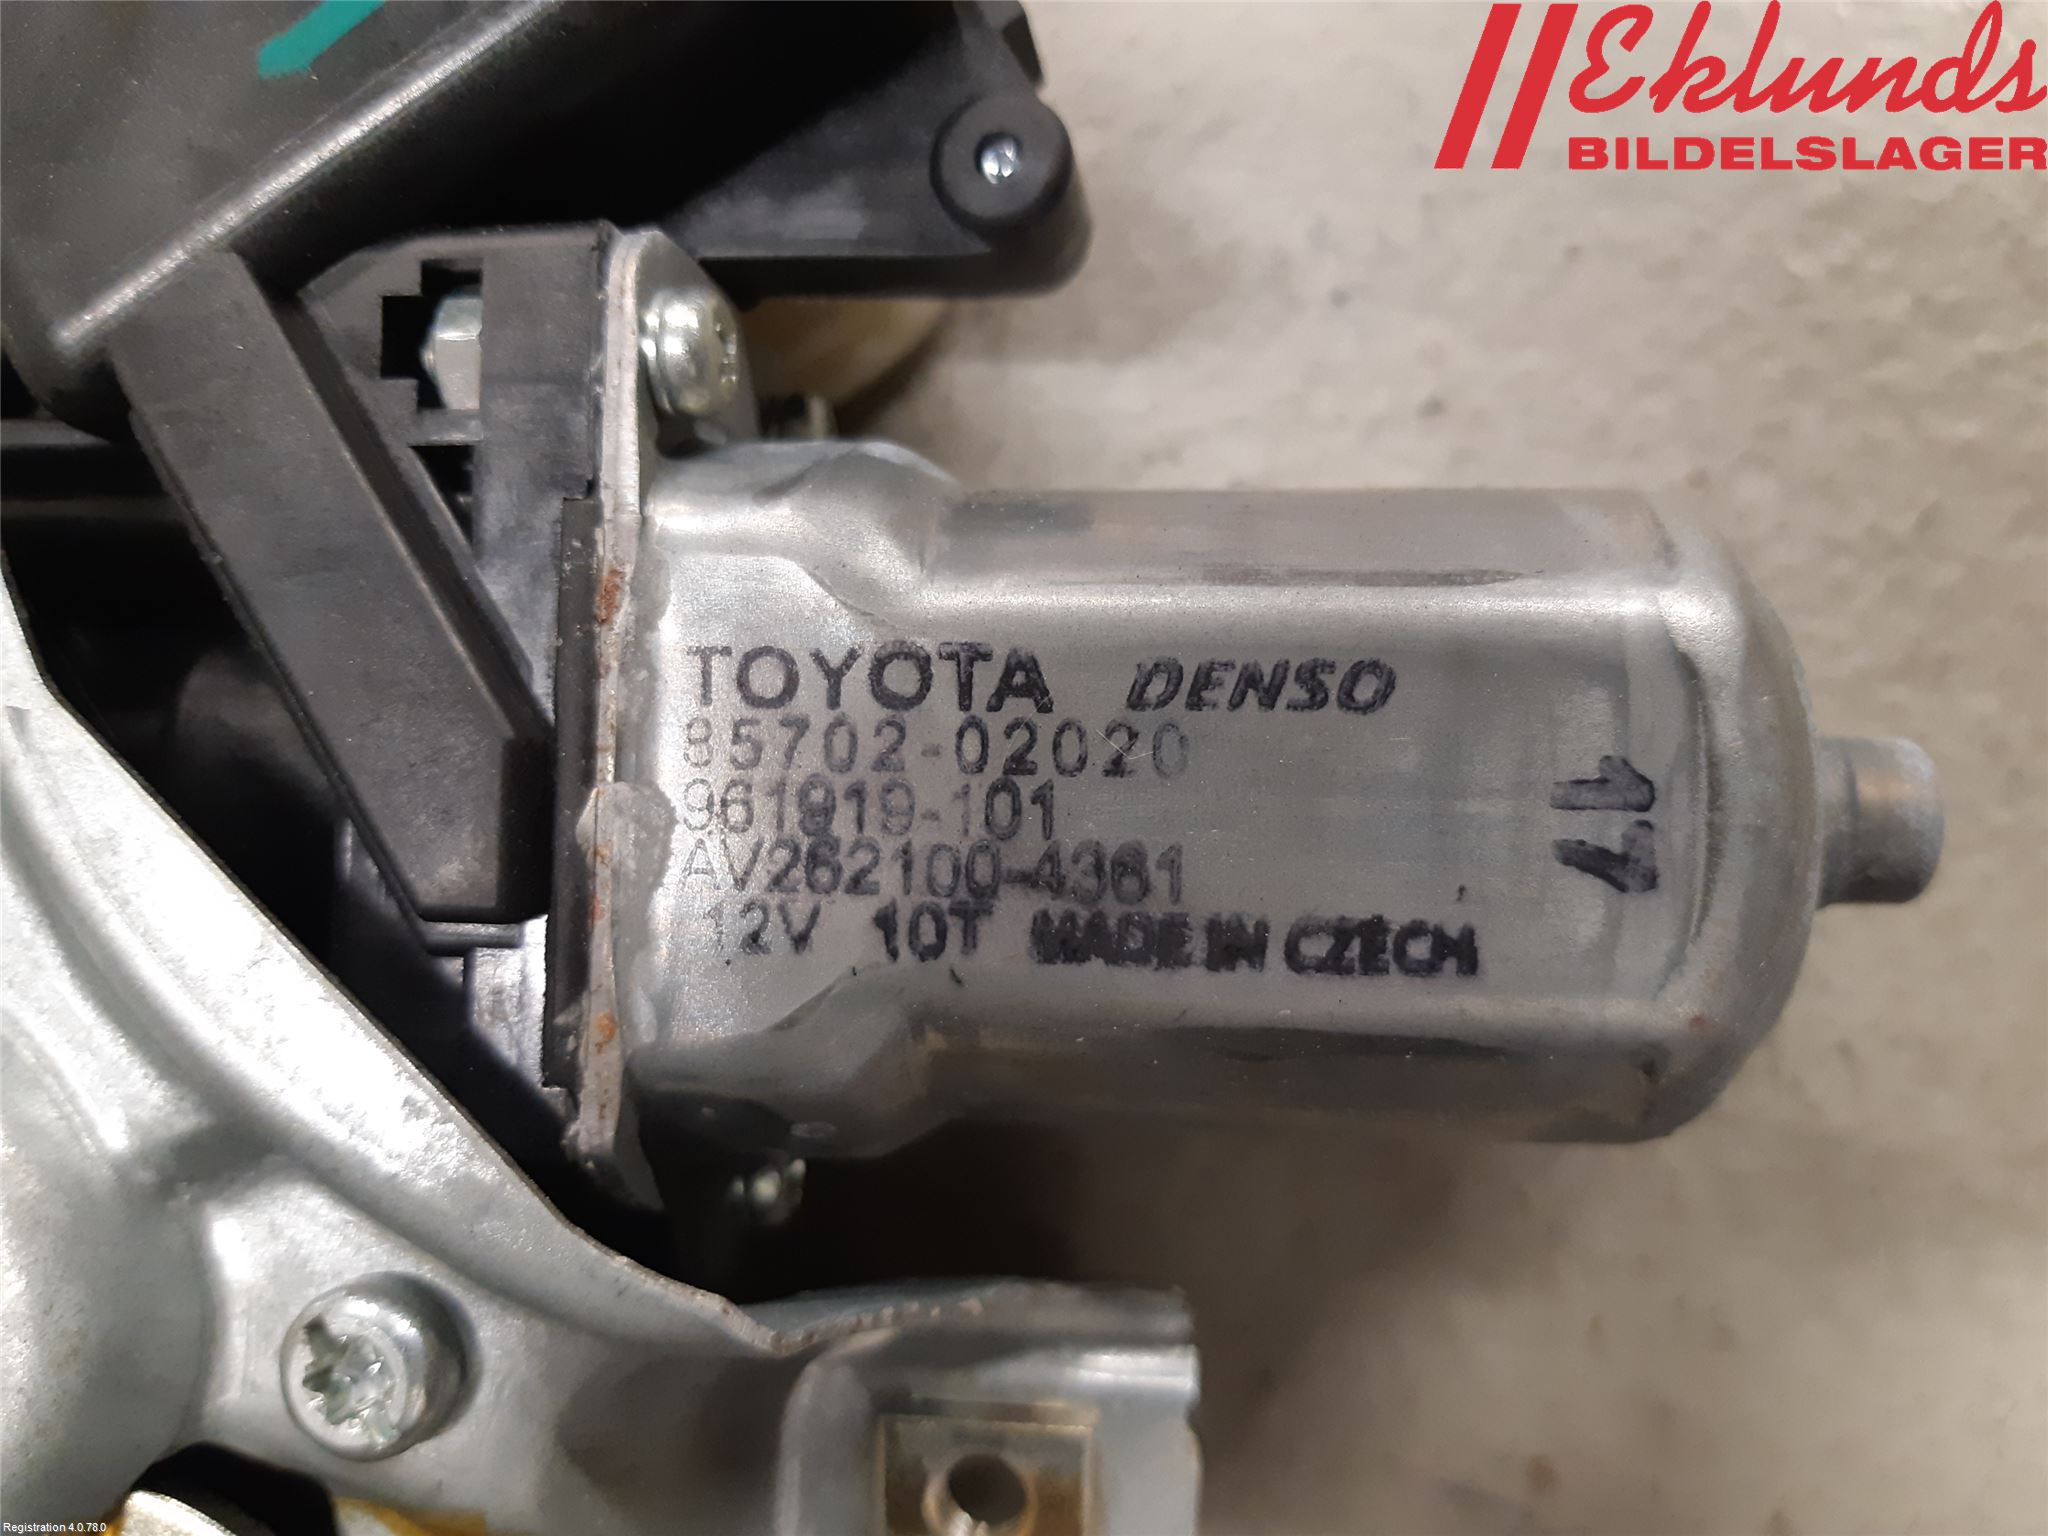 Eklunds
BILDELSLAGER
TOYOTA DENSO
85702-02020
961919-101
AV262100-4361
12V 10T MADE IN CZECH
17
Registration 4.0.78.0